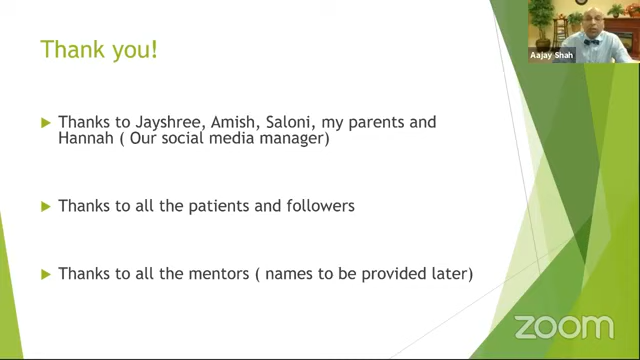 Thank you!
Aajay Shah
Thanks to Jayshree, Amish, Saloni, my parents and
Hannah ( Our social media manager)
Thanks to all the patients and followers
Thanks to all the mentors ( names to be provided later)
zoom